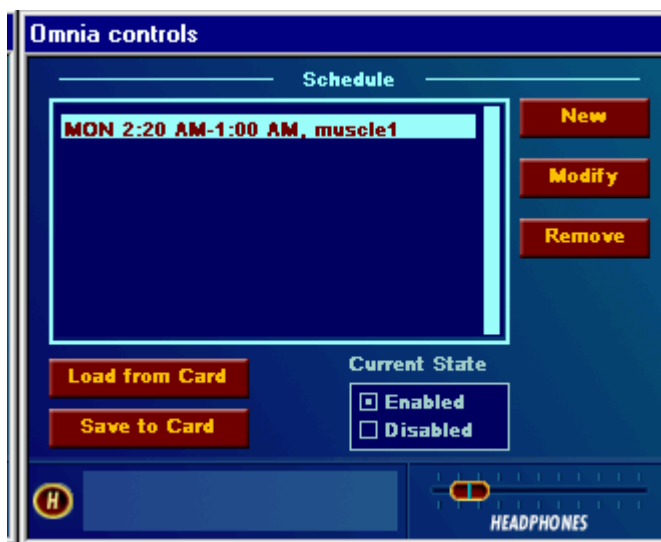 Omnia controls
Schedule
MON 2:20 AM-1:00 AM, muscle1
New
Modify
Remove
Load from Card
Save to Card
Current State
Enabled
Disabled
H
HEADPHONES